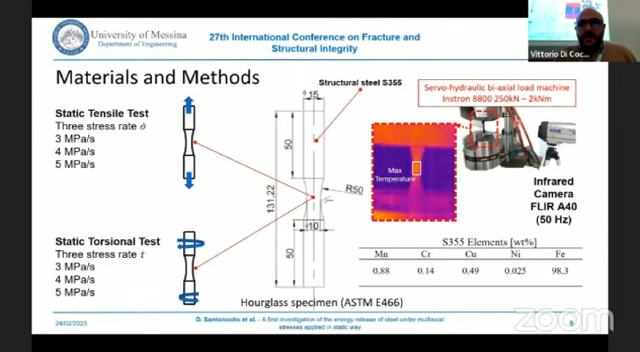 University of Messina
Department of Engineering
27th International Conference on Fracture and
Structural Integrity
Vittorio Di Coc...
Materials and Methods
Structural steel S355
Servo-hydraulic bi-axial load machine
Instron 8800 250kN – 2kNm
Static Tensile Test
Three stress rate σ̇
3 MPa/s
4 MPa/s
5 MPa/s
15
50
131,22
R50
10
50
Max
Temperature
Infrared
Camera
FLIR A40
(50 Hz)
Static Torsional Test
Three stress rate τ̇
3 MPa/s
4 MPa/s
5 MPa/s
S355 Elements [wt%]
Mn Cr Cu Ni Fe
0.88 0.14 0.49 0.025 98.3
Hourglass specimen (ASTM E466)
zoom
24/02/2023
D. Santonocito et al. - A first investigation of the energy release of steel under multiaxial
stresses applied in static way
8